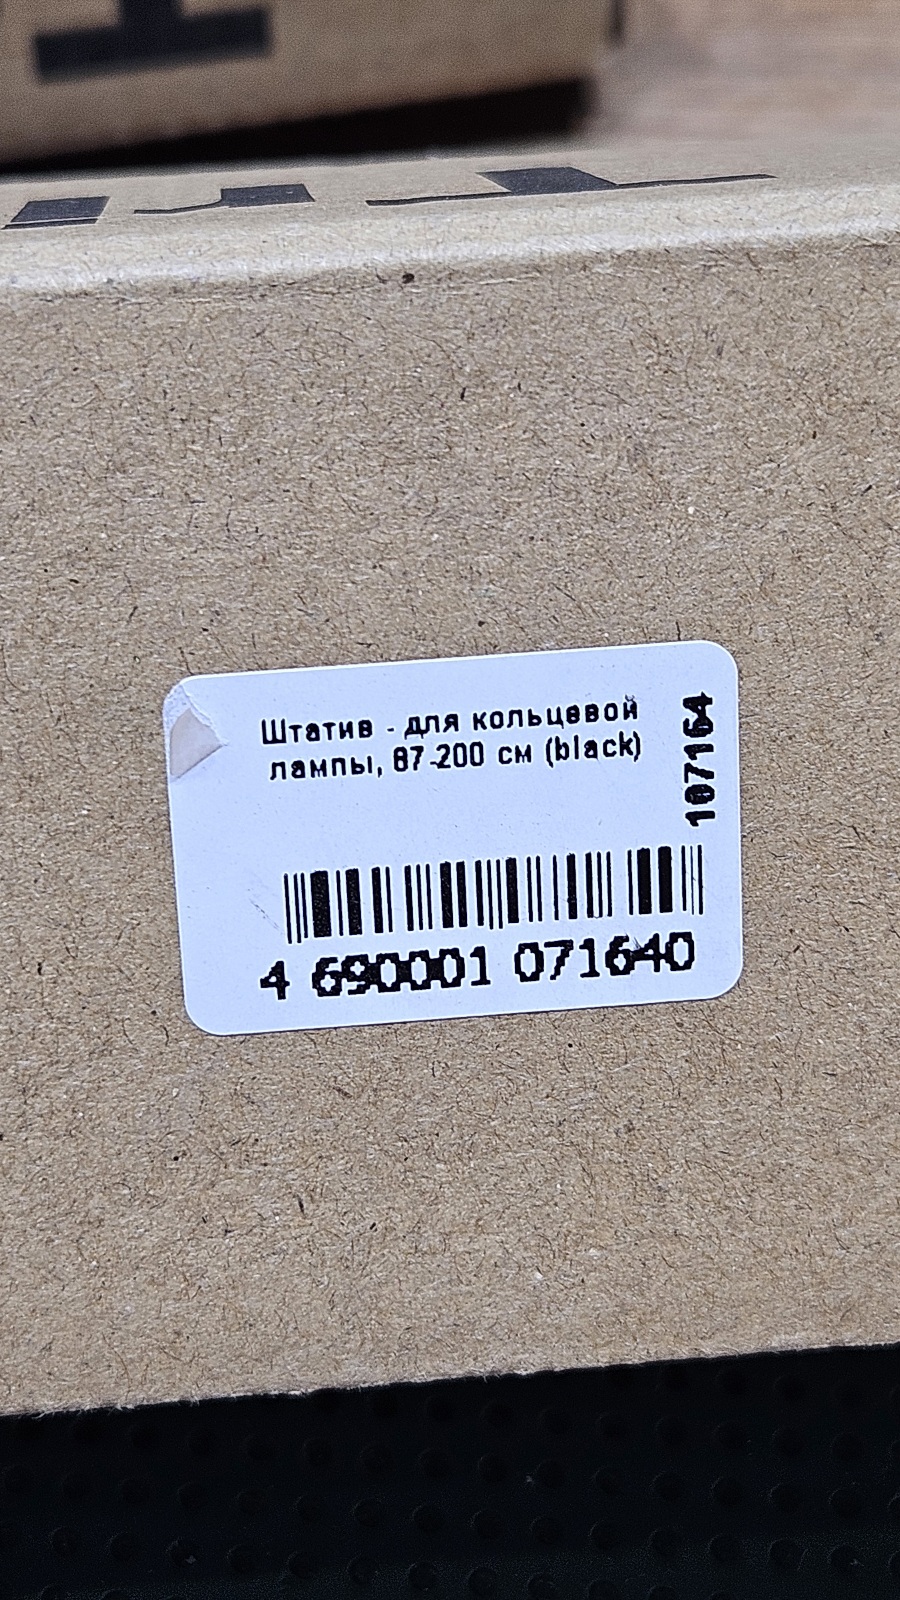 Штатив - для кольцевой
лампы, 87-200 см (black)
107164
4 690001 071640